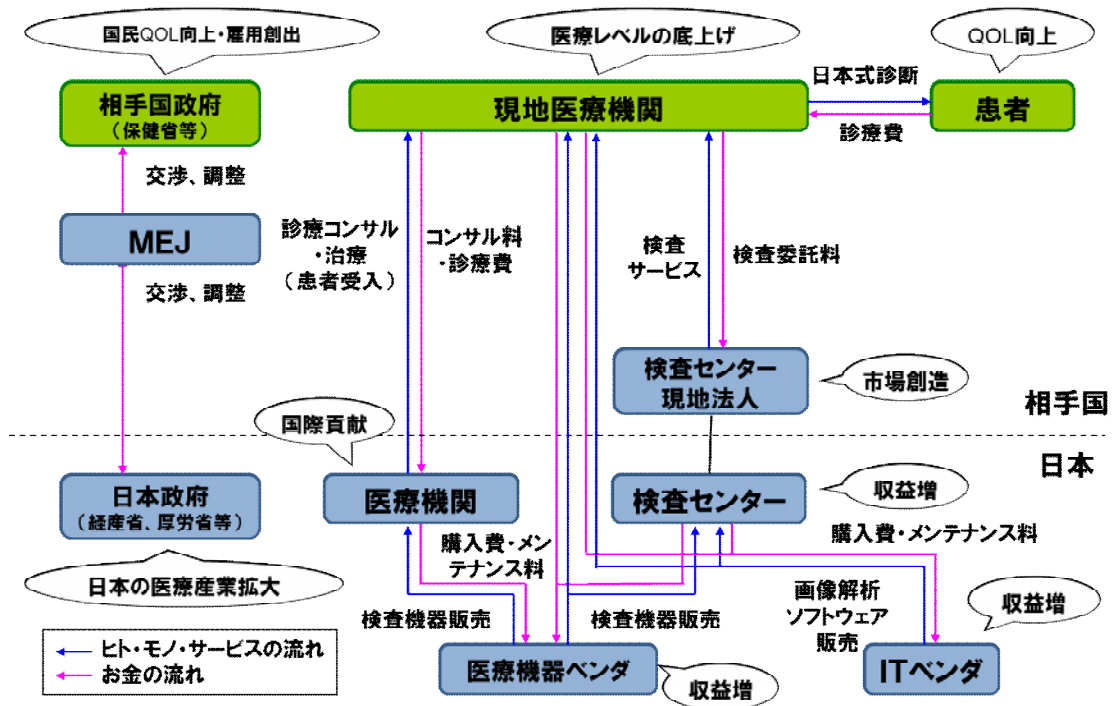 国民QOL向上・雇用創出
医療レベルの底上げ
QOL向上
相手国政府
（保健省等）
現地医療機関
日本式診断
患者
診療費
交渉、調整
MEJ
交渉、調整
診療コンサル
・治療
（患者受入）
コンサル料
・診療費
検査
サービス
検査委託料
検査センター
現地法人
市場創造
相手国
国際貢献
日本
日本政府
（経産省、厚労省等）
医療機関
検査センター
収益増
日本の医療産業拡大
購入費・メン
テナンス料
購入費・メンテナンス料
検査機器販売
検査機器販売
画像解析
ソフトウェア
販売
収益増
ヒト・モノ・サービスの流れ
お金の流れ
医療機器ベンダ
収益増
ITベンダ